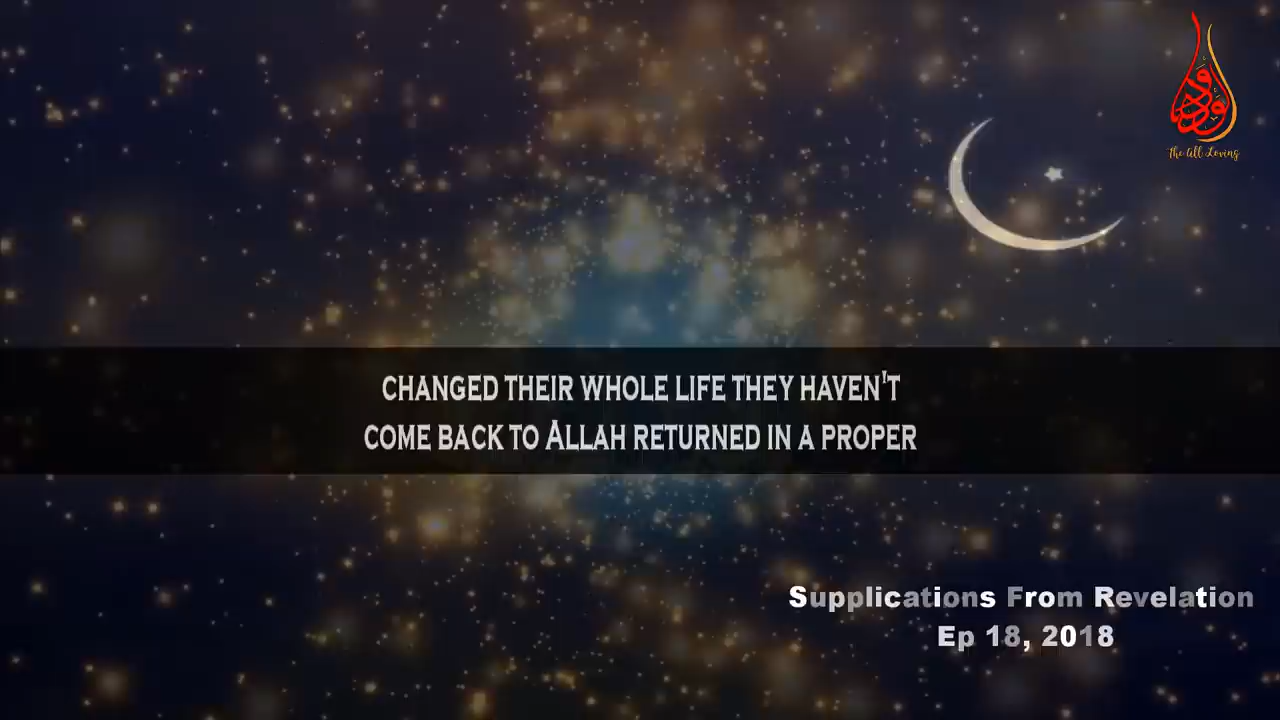 ودود
The All Loving
CHANGED THEIR WHOLE LIFE THEY HAVEN'T
COME BACK TO ALLAH RETURNED IN A PROPER
Supplications From Revelation
Ep 18, 2018